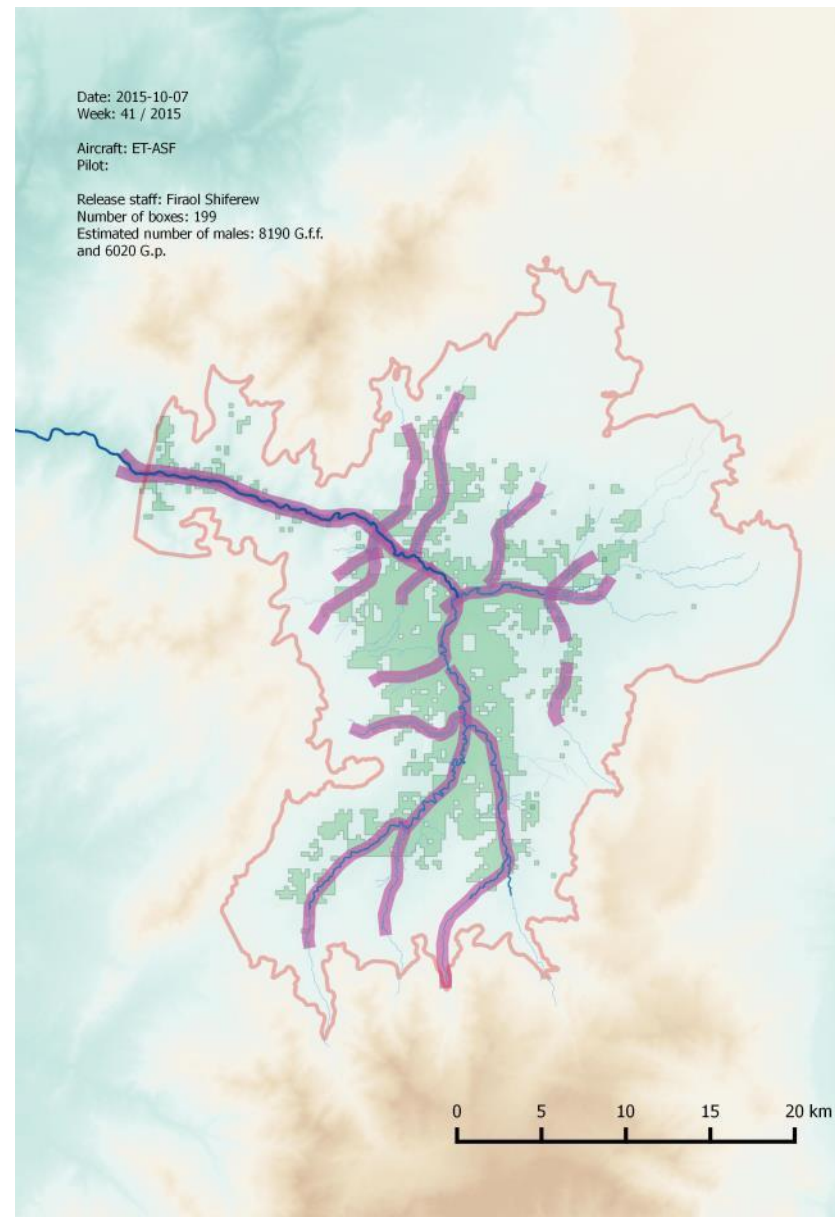 Date: 2015-10-07
Week: 41 / 2015
Aircraft: ET-ASF
Pilot:
Release staff: Firaol Shiferew
Number of boxes: 199
Estimated number of males: 8190 G.f.f.
and 6020 G.p.
0 5 10 15 20 km